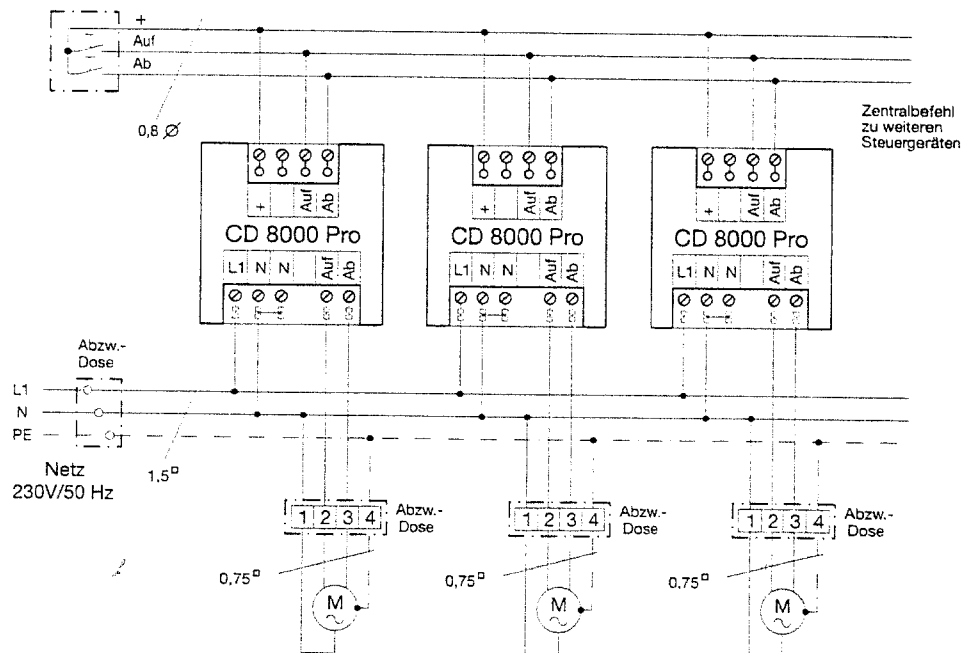 +
Auf
Ab
0,8 Ø
Zentralbefehl
zu weiteren
Steuergeräten
+ Auf Ab
CD 8000 Pro
L1 N N Auf Ab
+ Auf Ab
CD 8000 Pro
L1 N N Auf Ab
+ Auf Ab
CD 8000 Pro
L1 N N Auf Ab
Abzw.-
Dose
L1
N
PE
Netz
230V/50 Hz
1,5□
1 2 3 4
Abzw.-
Dose
1 2 3 4
Abzw.-
Dose
1 2 3 4
Abzw.-
Dose
0,75□
0,75□
0,75□
M
~
M
~
M
~